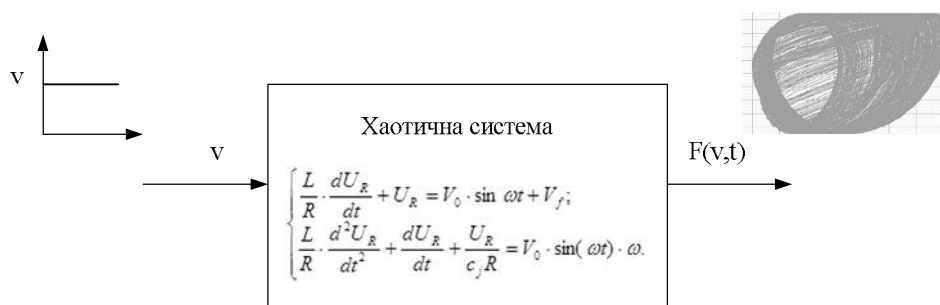 v
Хаотична система
v
F(v,t)
L/R · dU_R/dt + U_R = V_0 · sin ωt + V_f;
L/R · d²U_R/dt² + dU_R/dt + U_R/(c_j R) = V_0 · sin( ωt) · ω.